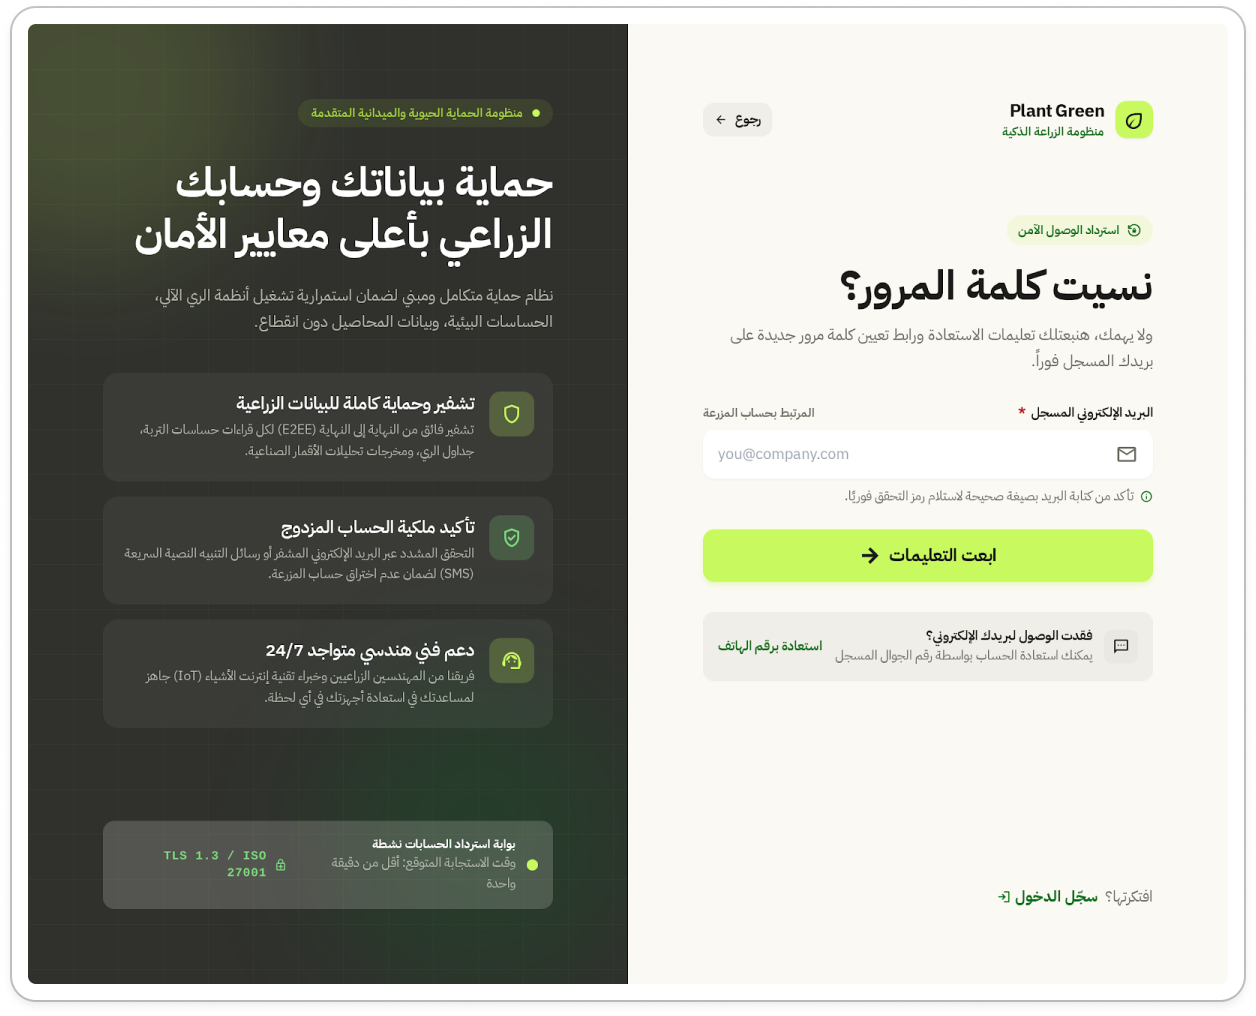 Plant Green
منظومة الزراعة الذكية
رجوع
استرداد الوصول الآمن
نسيت كلمة المرور؟
ولا يهمك، هنبعتلك تعليمات الاستعادة ورابط تعيين كلمة مرور جديدة على
بريدك المسجل فوراً.
البريد الإلكتروني المسجل *
المرتبط بحساب المزرعة
you@company.com
تأكد من كتابة البريد بصيغة صحيحة لاستلام رمز التحقق فوريًا.
ابعت التعليمات
فقدت الوصول لبريدك الإلكتروني؟
يمكنك استعادة الحساب بواسطة رقم الجوال المسجل
استعادة برقم الهاتف
افتكرتها؟ سجّل الدخول
منظومة الحماية الحيوية والميدانية المتقدمة
حماية بياناتك وحسابك
الزراعي بأعلى معايير الأمان
نظام حماية متكامل ومبني لضمان استمرارية تشغيل أنظمة الري الآلي،
الحساسات البيئية، وبيانات المحاصيل دون انقطاع.
تشفير وحماية كاملة للبيانات الزراعية
تشفير فائق من النهاية إلى النهاية (E2EE) لكل قراءات حساسات التربة،
جداول الري، ومخرجات تحليلات الأقمار الصناعية.
تأكيد ملكية الحساب المزدوج
التحقق المشدد عبر البريد الإلكتروني المشفر أو رسائل التنبيه النصية السريعة
(SMS) لضمان عدم اختراق حساب المزرعة.
دعم فني هندسي متواجد 24/7
فريقنا من المهندسين الزراعيين وخبراء تقنية إنترنت الأشياء (IoT) جاهز
لمساعدتك في استعادة أجهزتك في أي لحظة.
بوابة استرداد الحسابات نشطة
وقت الاستجابة المتوقع: أقل من دقيقة
واحدة
TLS 1.3 / ISO
27001